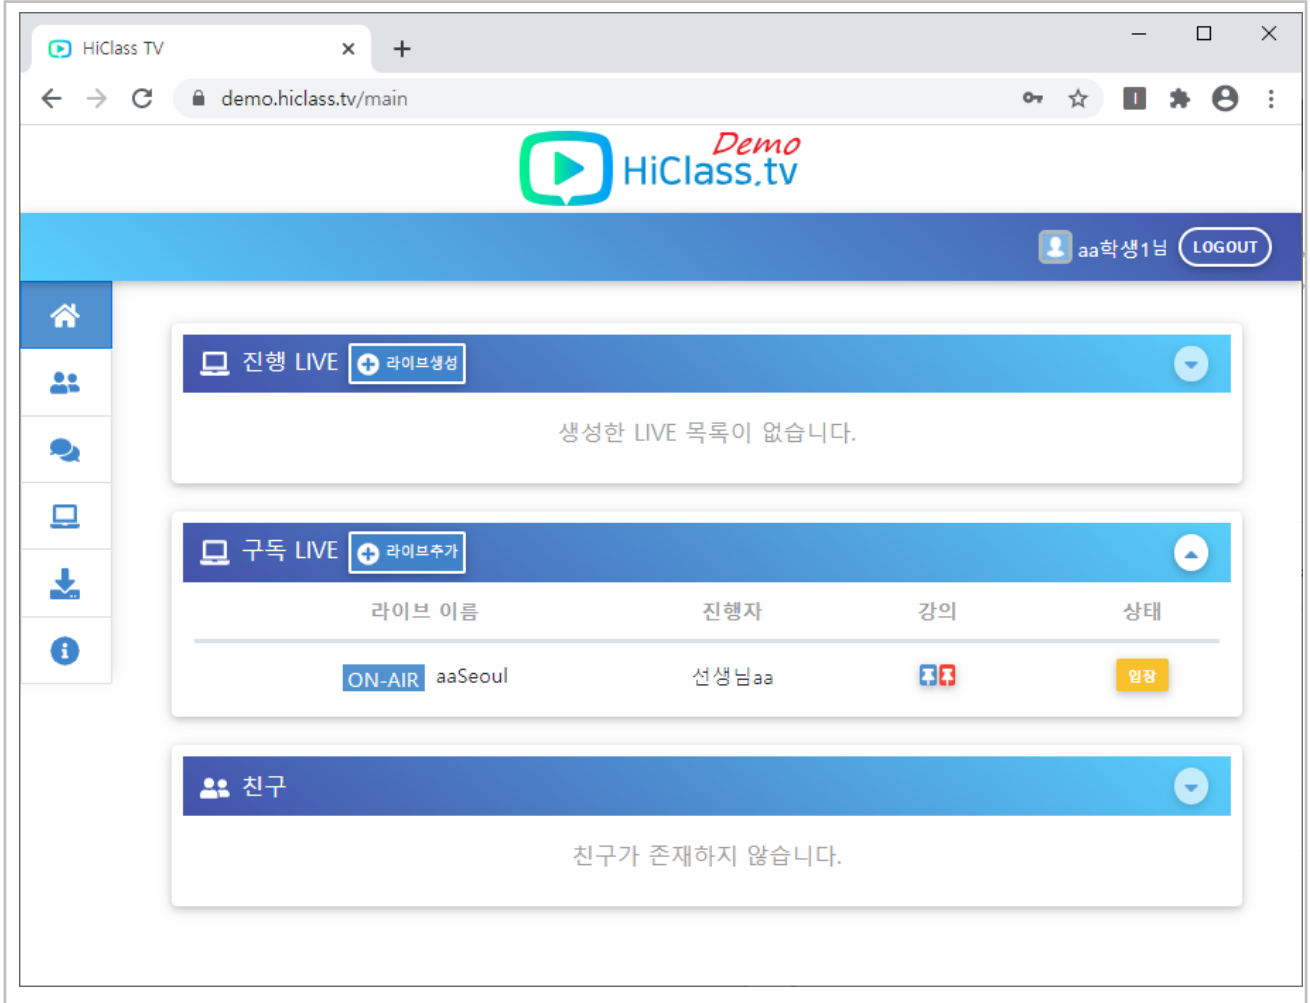 HiClass TV
demo.hiclass.tv/main
Demo
HiClass.tv
aa학생1님 LOGOUT
진행 LIVE 라이브생성
생성한 LIVE 목록이 없습니다.
구독 LIVE 라이브추가
라이브 이름 진행자 강의 상태
ON-AIR aaSeoul 선생님aa 입장
친구
친구가 존재하지 않습니다.